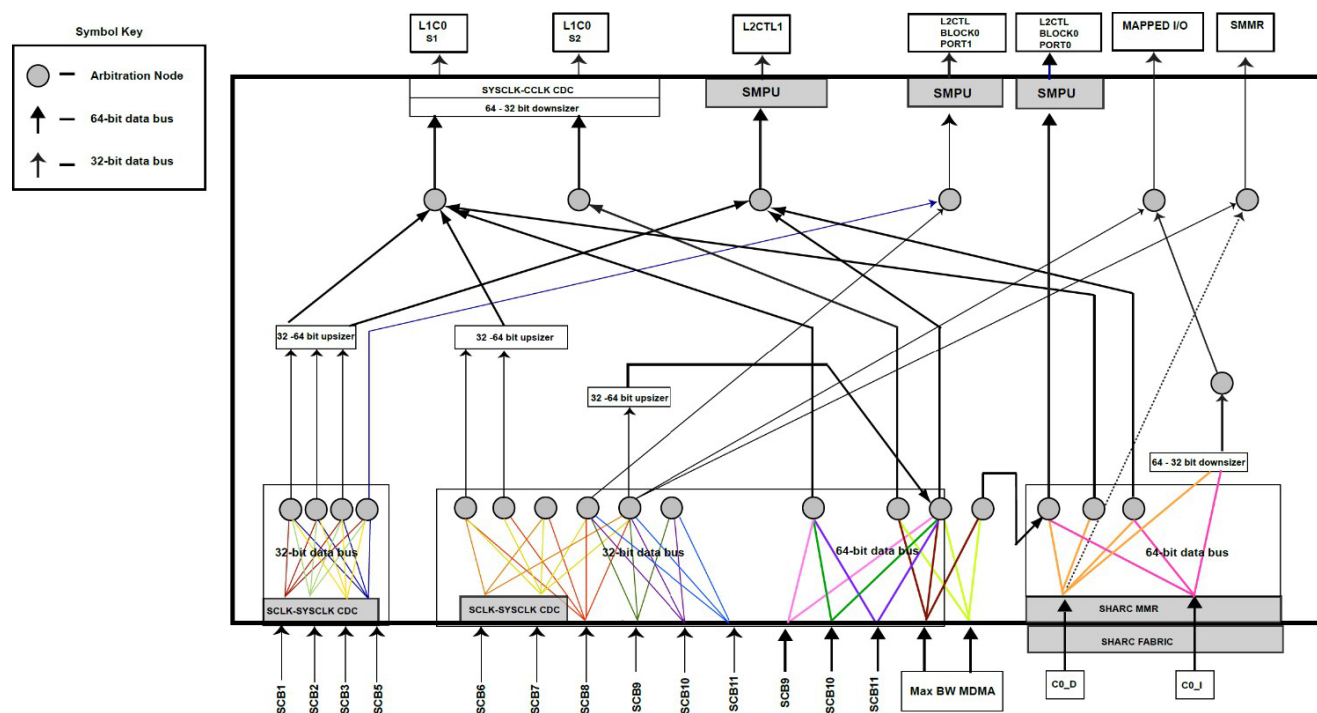 Symbol Key
Arbitration Node
64-bit data bus
32-bit data bus
L1C0
S1
L1C0
S2
L2CTL1
L2CTL
BLOCK0
PORT1
L2CTL
BLOCK0
PORT0
MAPPED I/O
SMMR
SYSCLK-CCLK CDC
64 - 32 bit downsizer
SMPU
SMPU
SMPU
32 -64 bit upsizer
32 -64 bit upsizer
32 -64 bit upsizer
64 - 32 bit downsizer
32-bit data bus
32-bit data bus
64-bit data bus
64-bit data bus
SCLK-SYSCLK CDC
SCLK-SYSCLK CDC
SHARC MMR
SHARC FABRIC
SCB1
SCB2
SCB3
SCB5
SCB6
SCB7
SCB8
SCB9
SCB10
SCB11
SCB9
SCB10
SCB11
Max BW MDMA
C0_D
C0_I